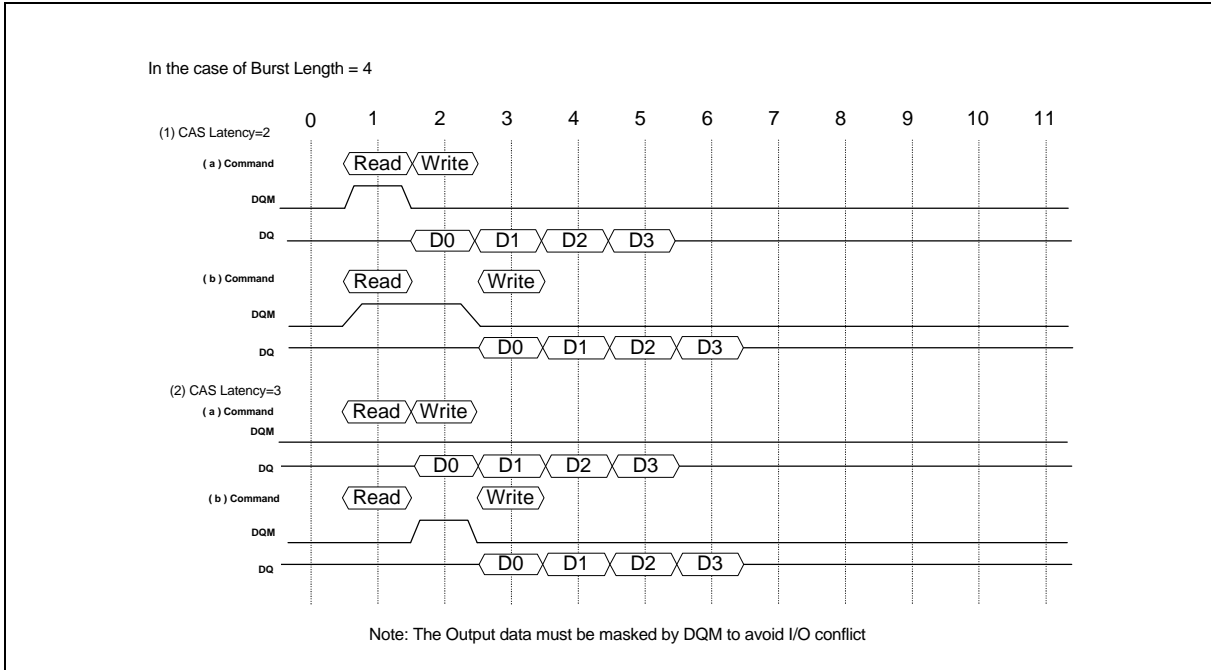 In the case of Burst Length = 4
0 1 2 3 4 5 6 7 8 9 10 11
(1) CAS Latency=2
( a ) Command Read Write
DQM
DQ D0 D1 D2 D3
( b ) Command Read Write
DQM
DQ D0 D1 D2 D3
(2) CAS Latency=3
( a ) Command Read Write
DQM
DQ D0 D1 D2 D3
( b ) Command Read Write
DQM
DQ D0 D1 D2 D3
Note: The Output data must be masked by DQM to avoid I/O conflict